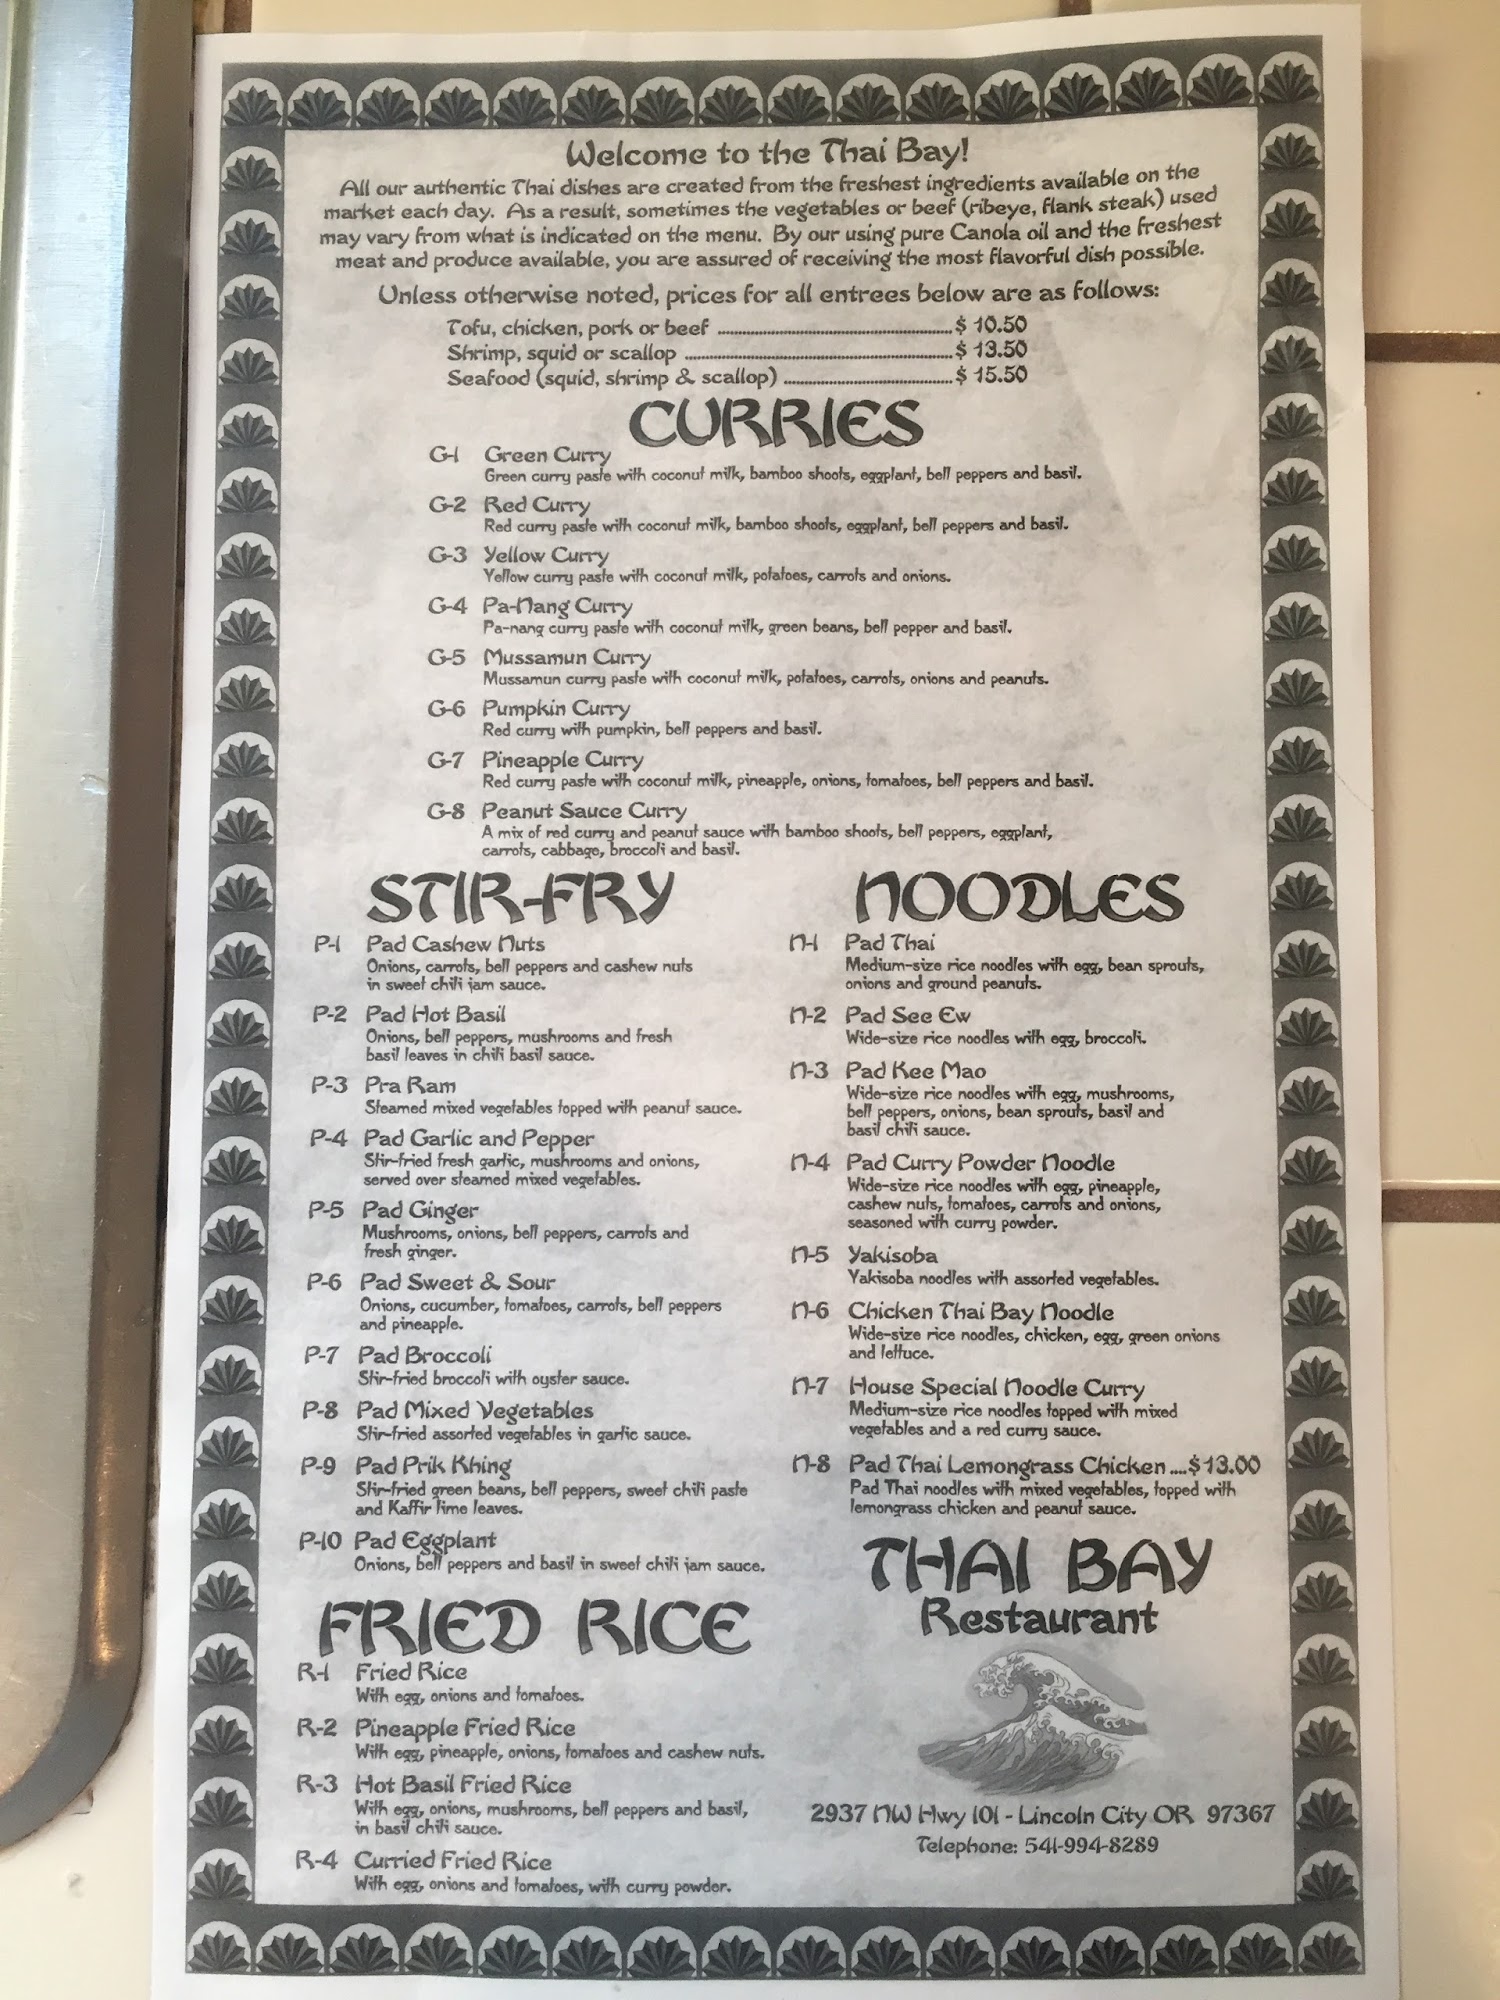 Welcome to the Thai Bay!
All our authentic Thai dishes are created from the freshest ingredients available on the
market each day. As a result, sometimes the vegetables or beef (ribeye, flank steak) used
may vary from what is indicated on the menu. By our using pure Canola oil and the freshest
meat and produce available, you are assured of receiving the most flavorful dish possible.
Unless otherwise noted, prices for all entrees below are as follows:
Tofu, chicken, pork or beef ........................................ $ 10.50
Shrimp, squid or scallop ........................................ $ 13.50
Seafood (squid, shrimp & scallop) ........................................ $ 15.50
CURRIES
G-1 Green Curry
Green curry paste with coconut milk, bamboo shoots, eggplant, bell peppers and basil.
G-2 Red Curry
Red curry paste with coconut milk, bamboo shoots, eggplant, bell peppers and basil.
G-3 Yellow Curry
Yellow curry paste with coconut milk, potatoes, carrots and onions.
G-4 Pa-Nang Curry
Pa-nang curry paste with coconut milk, green beans, bell pepper and basil.
G-5 Mussamun Curry
Mussamun curry paste with coconut milk, potatoes, carrots, onions and peanuts.
G-6 Pumpkin Curry
Red curry with pumpkin, bell peppers and basil.
G-7 Pineapple Curry
Red curry paste with coconut milk, pineapple, onions, tomatoes, bell peppers and basil.
G-8 Peanut Sauce Curry
A mix of red curry and peanut sauce with bamboo shoots, bell peppers, eggplant,
carrots, cabbage, broccoli and basil.
STIR-FRY
P-1 Pad Cashew Nuts
Onions, carrots, bell peppers and cashew nuts
in sweet chili jam sauce.
P-2 Pad Hot Basil
Onions, bell peppers, mushrooms and fresh
basil leaves in chili basil sauce.
P-3 Pra Ram
Steamed mixed vegetables topped with peanut sauce.
P-4 Pad Garlic and Pepper
Stir-fried fresh garlic, mushrooms and onions,
served over steamed mixed vegetables.
P-5 Pad Ginger
Mushrooms, onions, bell peppers, carrots and
fresh ginger.
P-6 Pad Sweet & Sour
Onions, cucumber, tomatoes, carrots, bell peppers
and pineapple.
P-7 Pad Broccoli
Stir-fried broccoli with oyster sauce.
P-8 Pad Mixed Vegetables
Stir-fried assorted vegetables in garlic sauce.
P-9 Pad Prik Khing
Stir-fried green beans, bell peppers, sweet chili paste
and Kaffir lime leaves.
P-10 Pad Eggplant
Onions, bell peppers and basil in sweet chili jam sauce.
FRIED RICE
R-1 Fried Rice
With egg, onions and tomatoes.
R-2 Pineapple Fried Rice
With egg, pineapple, onions, tomatoes and cashew nuts.
R-3 Hot Basil Fried Rice
With egg, onions, mushrooms, bell peppers and basil,
in basil chili sauce.
R-4 Curried Fried Rice
With egg, onions and tomatoes, with curry powder.
NOODLES
N-1 Pad Thai
Medium-size rice noodles with egg, bean sprouts,
onions and ground peanuts.
N-2 Pad See Ew
Wide-size rice noodles with egg, broccoli.
N-3 Pad Kee Mao
Wide-size rice noodles with egg, mushrooms,
bell peppers, onions, bean sprouts, basil and
basil chili sauce.
N-4 Pad Curry Powder Noodle
Wide-size rice noodles with egg, pineapple,
cashew nuts, tomatoes, carrots and onions,
seasoned with curry powder.
N-5 Yakisoba
Yakisoba noodles with assorted vegetables.
N-6 Chicken Thai Bay Noodle
Wide-size rice noodles, chicken, egg, green onions
and lettuce.
N-7 House Special Noodle Curry
Medium-size rice noodles topped with mixed
vegetables and a red curry sauce.
N-8 Pad Thai Lemongrass Chicken ....$ 13.00
Pad Thai noodles with mixed vegetables, topped with
lemongrass chicken and peanut sauce.
THAI BAY
Restaurant
2937 NW Hwy 101 - Lincoln City OR 97367
Telephone: 541-994-8289